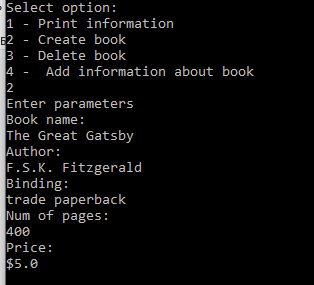 Select option:
1 - Print information
2 - Create book
3 - Delete book
4 -  Add information about book
2
Enter parameters
Book name:
The Great Gatsby
Author:
F.S.K. Fitzgerald
Binding:
trade paperback
Num of pages:
400
Price:
$5.0